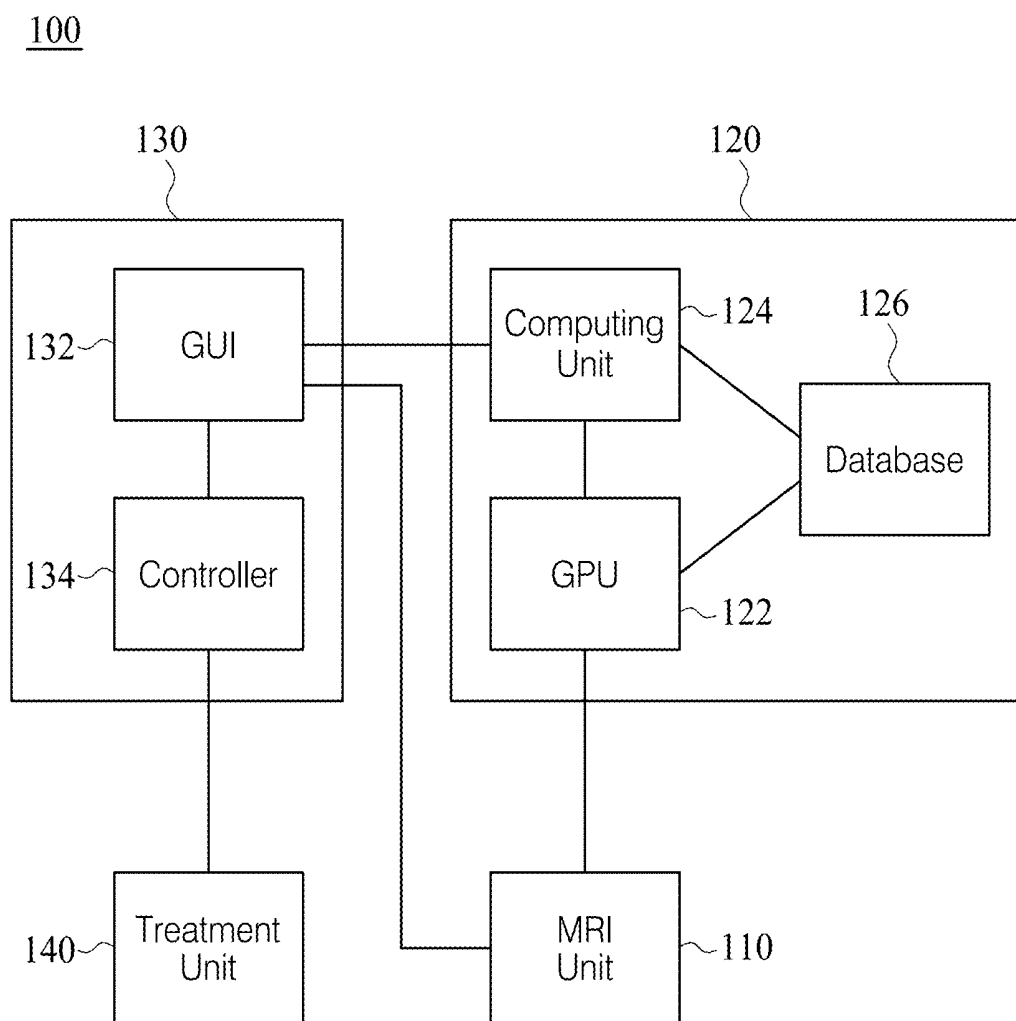 100
130
120
132
GUI
Computing
Unit
124
126
Database
134
Controller
GPU
122
140
Treatment
Unit
MRI
Unit
110